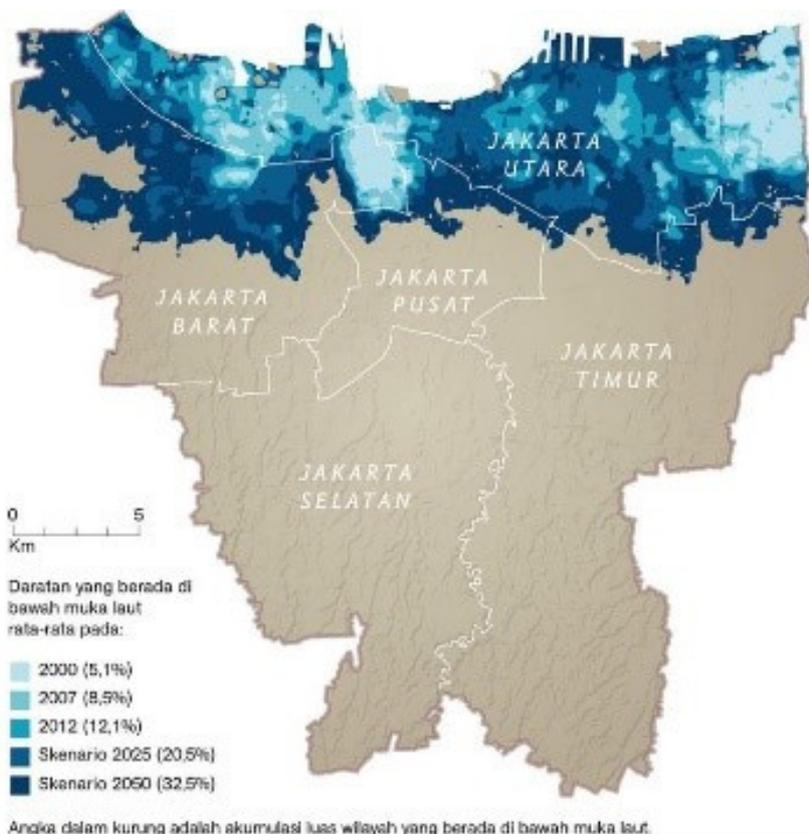 JAKARTA
UTARA
JAKARTA
BARAT
JAKARTA
PUSAT
JAKARTA
TIMUR
JAKARTA
SELATAN
0 5
Km
Daratan yang berada di
bawah muka laut
rata-rata pada:
2000 (5,1%)
2007 (8,5%)
2012 (12,1%)
Skenario 2025 (20,5%)
Skenario 2050 (32,5%)
Angka dalam kurung adalah akumulasi luas wilayah yang berada di bawah muka laut.